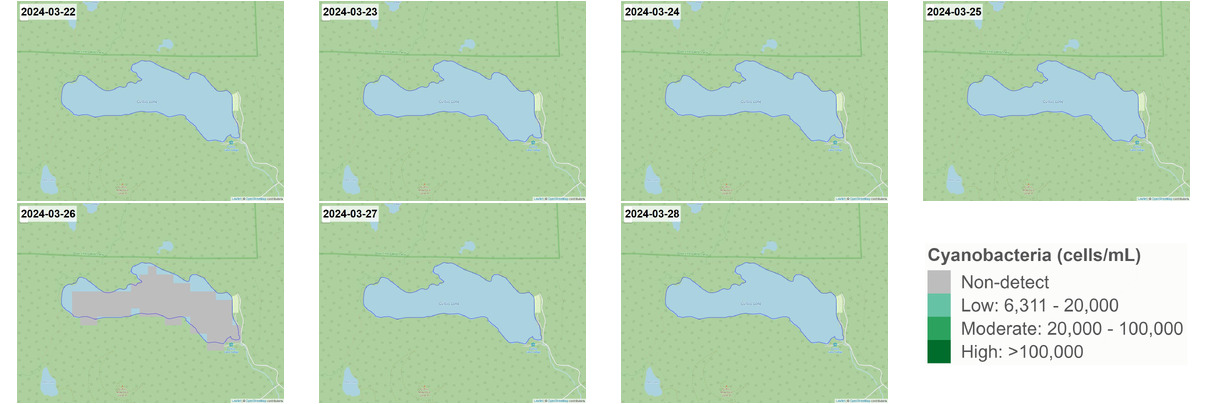 2024-03-22
2024-03-23
2024-03-24
2024-03-25
2024-03-26
2024-03-27
2024-03-28
Cyanobacteria (cells/mL)
Non-detect
Low: 6,311 - 20,000
Moderate: 20,000 - 100,000
High: >100,000